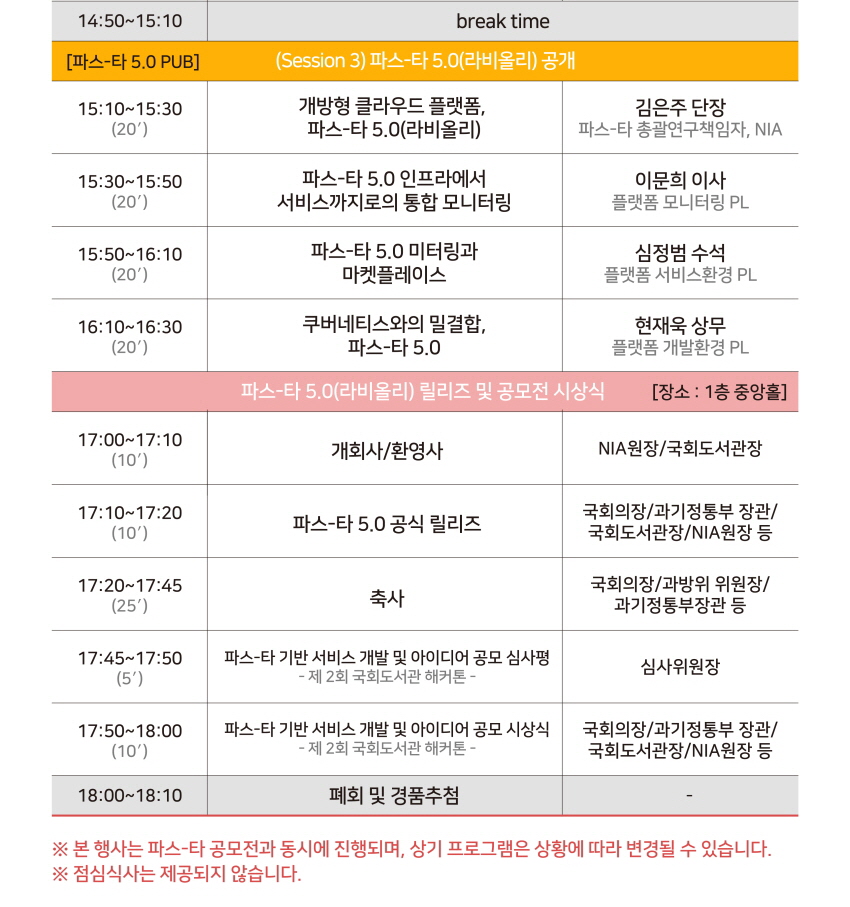 14:50~15:10 break time
[파스-타 5.0 PUB] (Session 3) 파스-타 5.0(라비올리) 공개
15:10~15:30
(20′)
개방형 클라우드 플랫폼,
파스-타 5.0(라비올리)
김은주 단장
파스-타 총괄연구책임자, NIA
15:30~15:50
(20′)
파스-타 5.0 인프라에서
서비스까지로의 통합 모니터링
이문희 이사
플랫폼 모니터링 PL
15:50~16:10
(20′)
파스-타 5.0 미터링과
마켓플레이스
심정범 수석
플랫폼 서비스환경 PL
16:10~16:30
(20′)
쿠버네티스와의 밀결합,
파스-타 5.0
현재욱 상무
플랫폼 개발환경 PL
파스-타 5.0(라비올리) 릴리즈 및 공모전 시상식 [장소 : 1층 중앙홀]
17:00~17:10
(10′)
개회사/환영사
NIA원장/국회도서관장
17:10~17:20
(10′)
파스-타 5.0 공식 릴리즈
국회의장/과기정통부 장관/
국회도서관장/NIA원장 등
17:20~17:45
(25′)
축사
국회의장/과방위 위원장/
과기정통부장관 등
17:45~17:50
(5′)
파스-타 기반 서비스 개발 및 아이디어 공모 심사평
- 제 2회 국회도서관 해커톤 -
심사위원장
17:50~18:00
(10′)
파스-타 기반 서비스 개발 및 아이디어 공모 시상식
- 제 2회 국회도서관 해커톤 -
국회의장/과기정통부 장관/
국회도서관장/NIA원장 등
18:00~18:10 폐회 및 경품추첨 -
※ 본 행사는 파스-타 공모전과 동시에 진행되며, 상기 프로그램은 상황에 따라 변경될 수 있습니다.
※ 점심식사는 제공되지 않습니다.